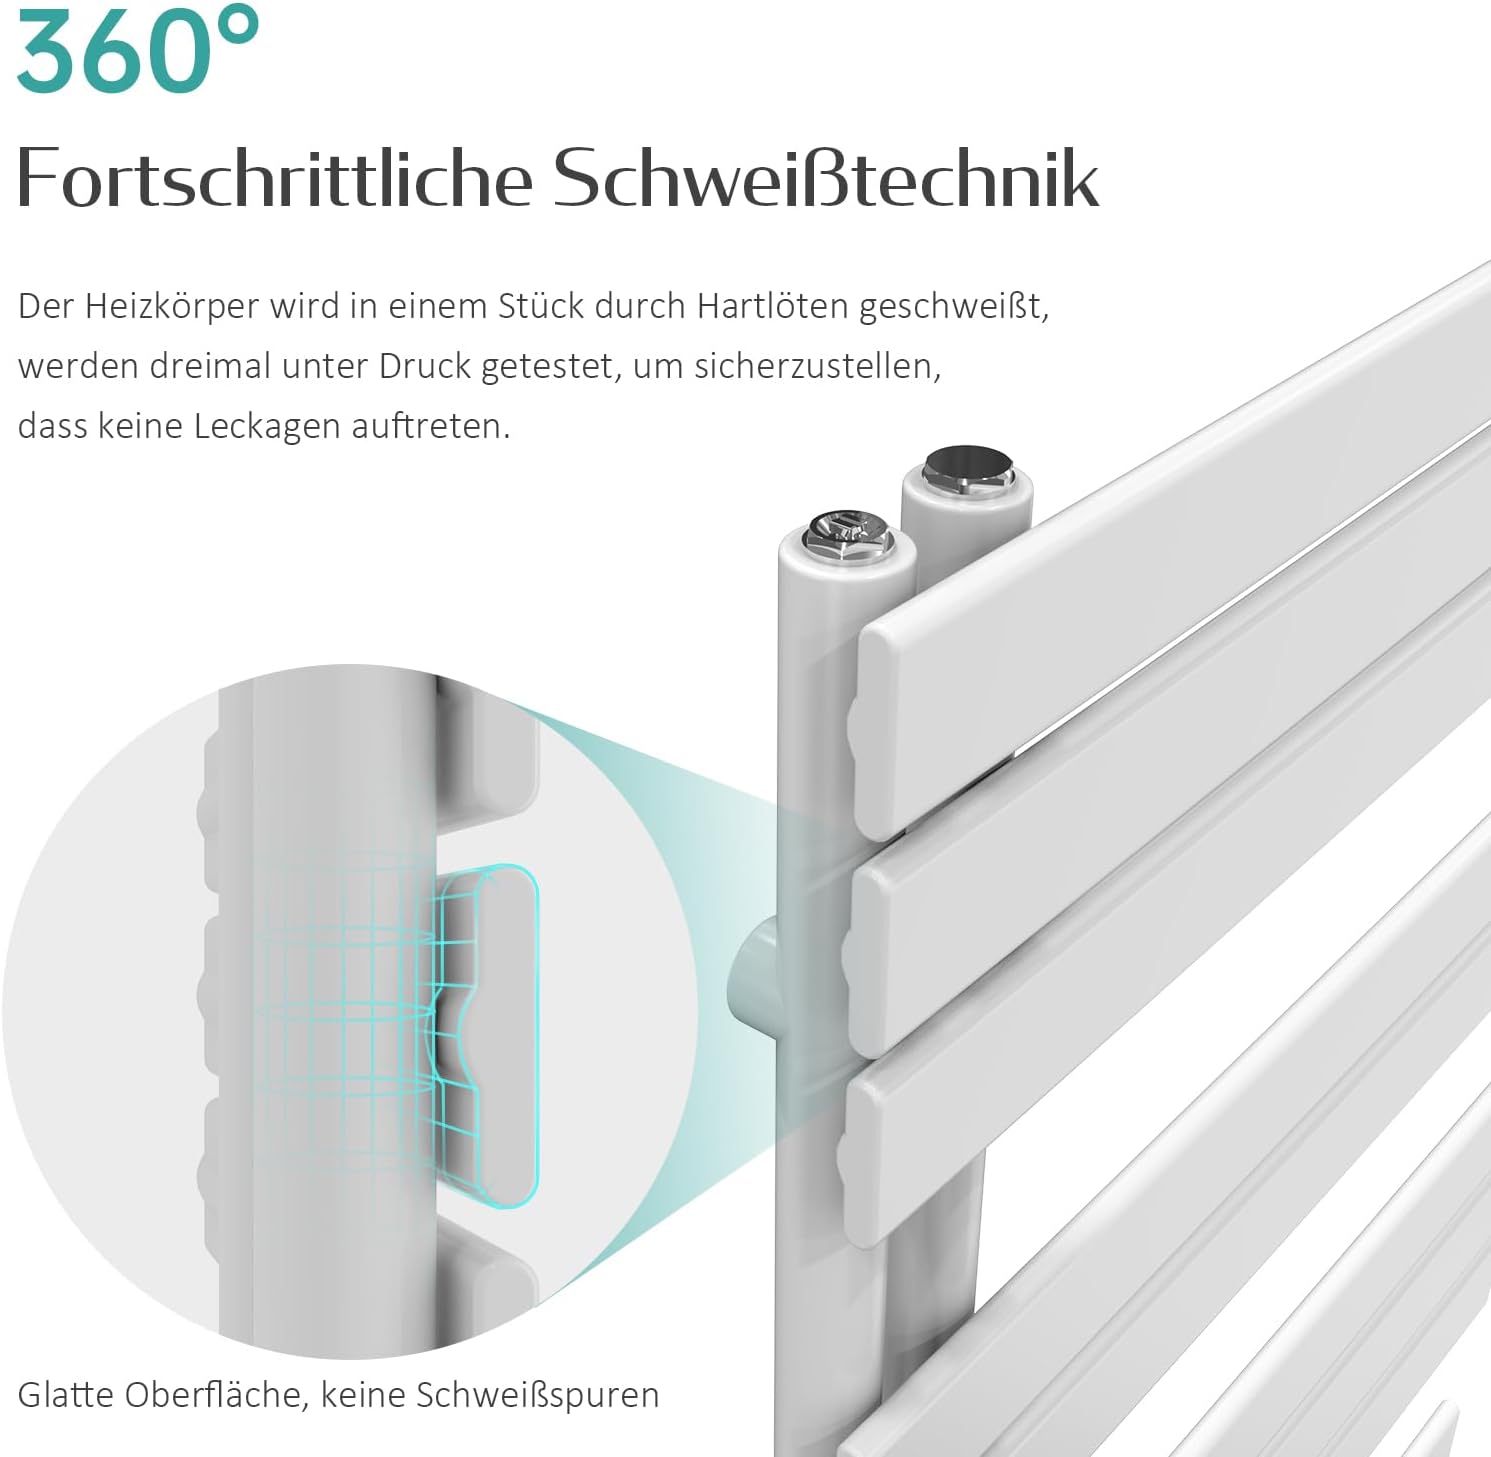 360°
Fortschrittliche Schweißtechnik
Der Heizkörper wird in einem Stück durch Hartlöten geschweißt,
werden dreimal unter Druck getestet, um sicherzustellen,
dass keine Leckagen auftreten.
Glatte Oberfläche, keine Schweißspuren